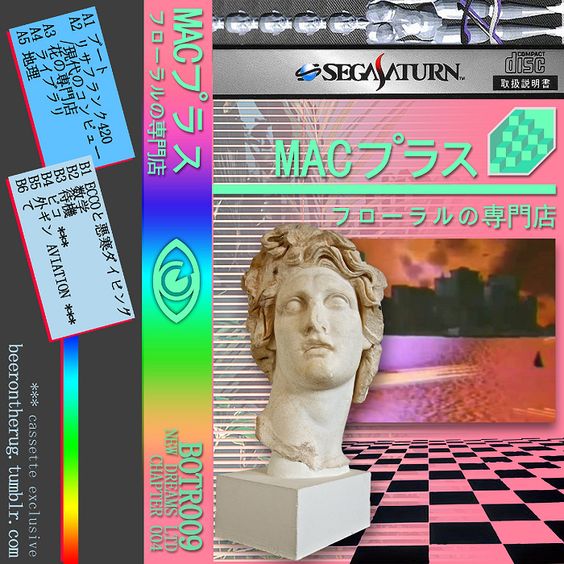 A1 ブート
A2 リサフランク420
/現代のコンピュー
A3 花の専門店
A4 ライブラリ
A5 地理
B1 ECCOと悪寒ダイビング
B2 数学
B3 待機 ***
B4 ピコ
B5 外ギン AVIATION ***
B6 て
*** cassette exclusive
beerontherug.tumblr.com
MACプラス
フローラルの専門店
BOTR009
NEW DREAMS LTD
CHAPTER 004
SEGASATURN™
COMPACT
disc
取扱説明書
MACプラス
フローラルの専門店